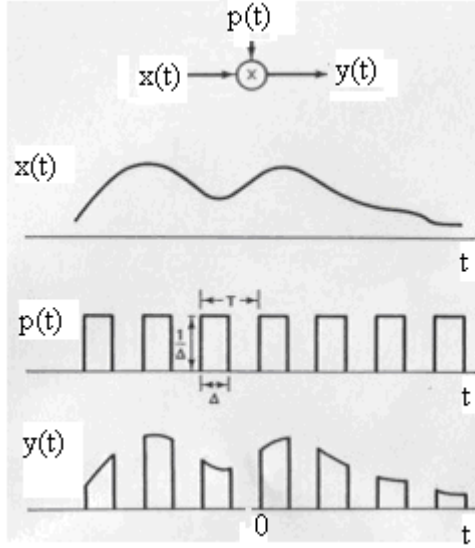 p(t)
x(t) x y(t)
x(t)
t
T
p(t) 1/Δ
Δ t
y(t)
0 t